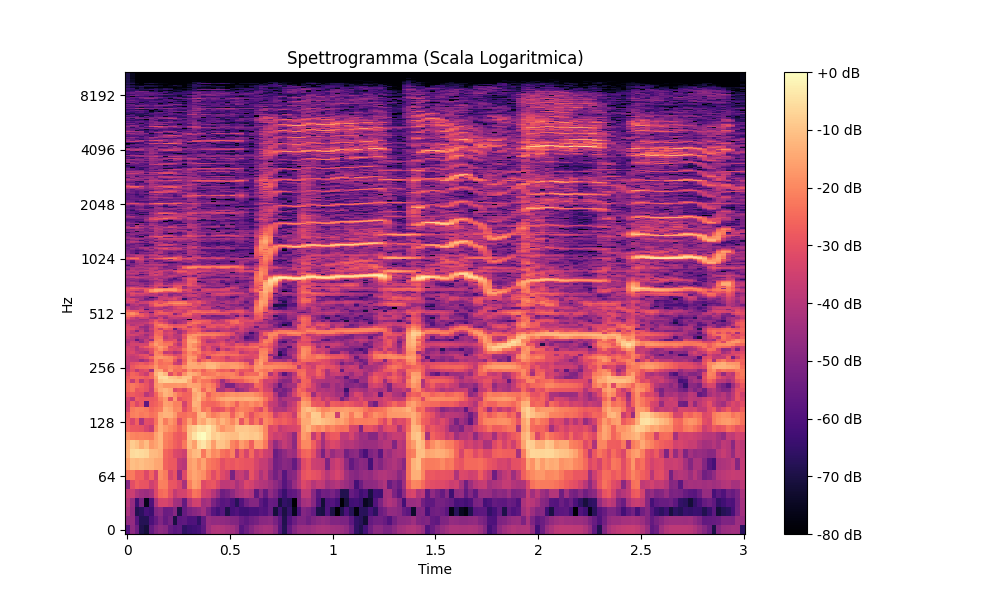 Spettrogramma (Scala Logaritmica)
Hz
8192
4096
2048
1024
512
256
128
64
0
0 0.5 1 1.5 2 2.5 3
Time
+0 dB
-10 dB
-20 dB
-30 dB
-40 dB
-50 dB
-60 dB
-70 dB
-80 dB